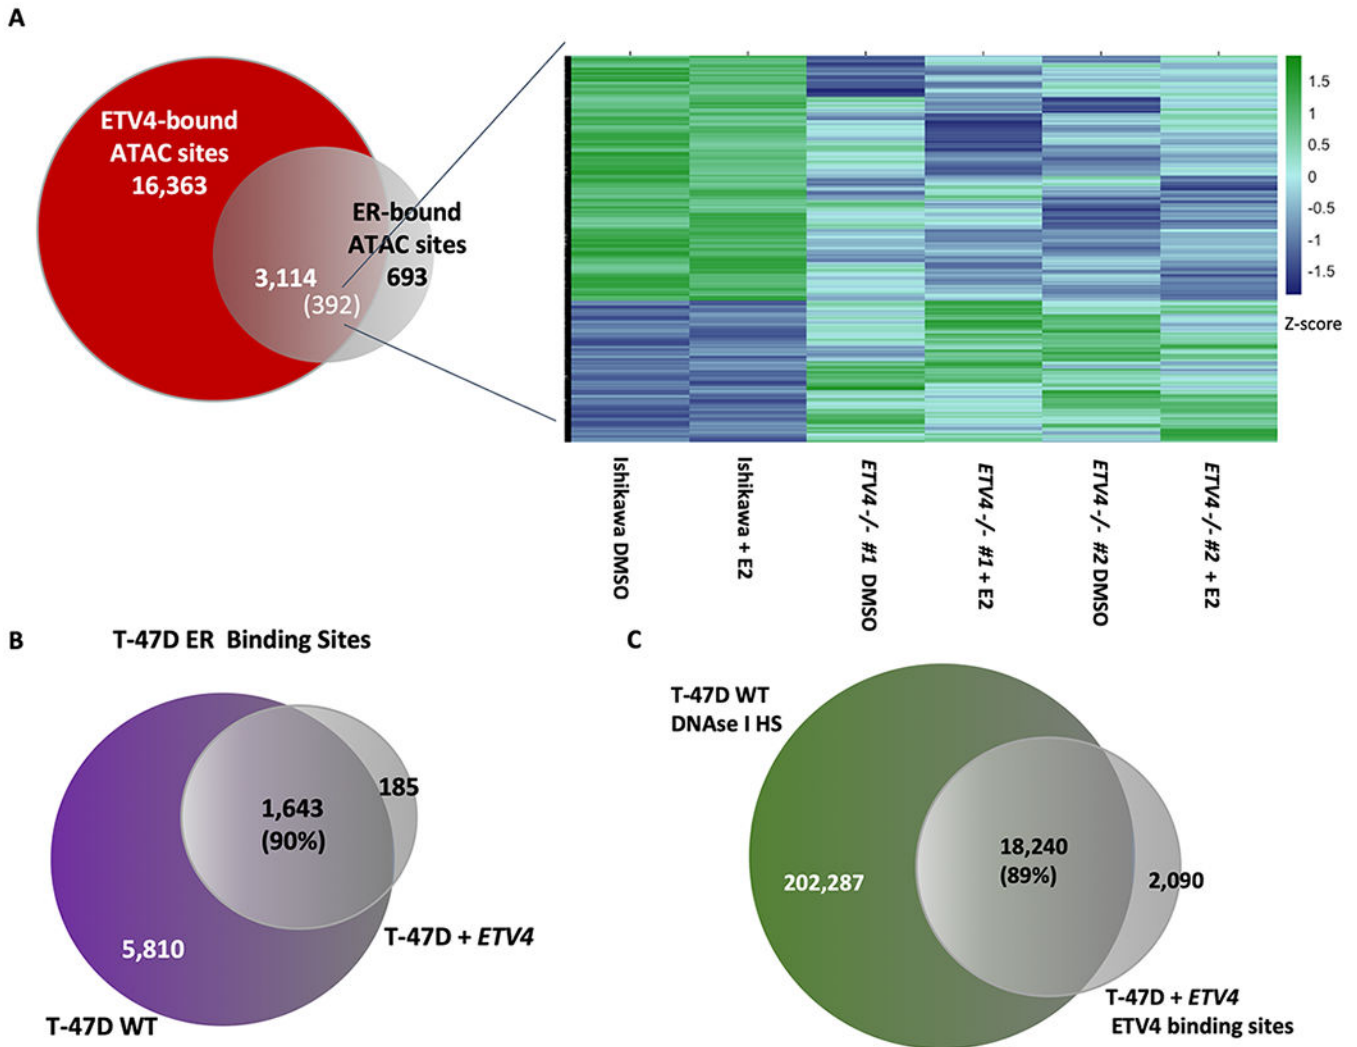 A
ETV4-bound
ATAC sites
16,363
ER-bound
ATAC sites
693
3,114
(392)
1.5
1
0.5
0
-0.5
-1
-1.5
Z-score
Ishikawa DMSO
Ishikawa + E2
ETV4 -/- #1 DMSO
ETV4 -/- #1 + E2
ETV4 -/- #2 DMSO
ETV4 -/- #2 + E2
B
T-47D ER Binding Sites
185
1,643
(90%)
T-47D + ETV4
5,810
T-47D WT
C
T-47D WT
DNAse I HS
18,240
(89%)
202,287
2,090
T-47D + ETV4
ETV4 binding sites